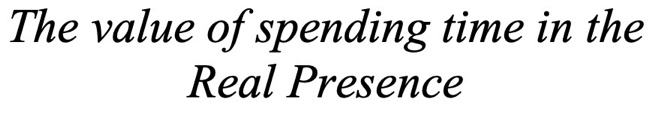 The value of spending time in the
Real Presence